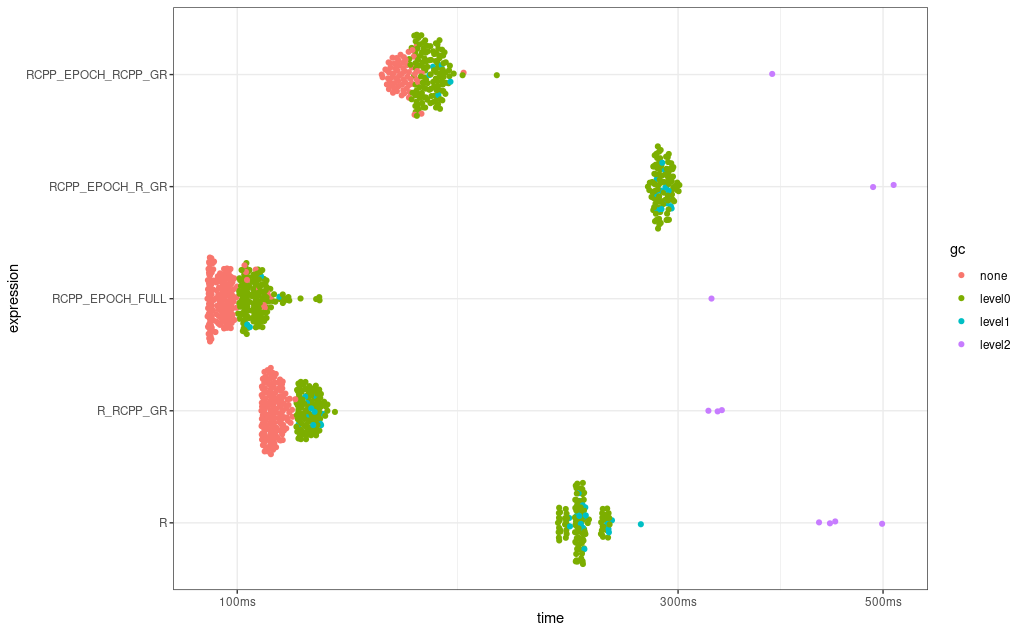 expression
RCPP_EPOCH_RCPP_GR
RCPP_EPOCH_R_GR
RCPP_EPOCH_FULL
R_RCPP_GR
R
100ms
300ms
500ms
time
gc
none
level0
level1
level2